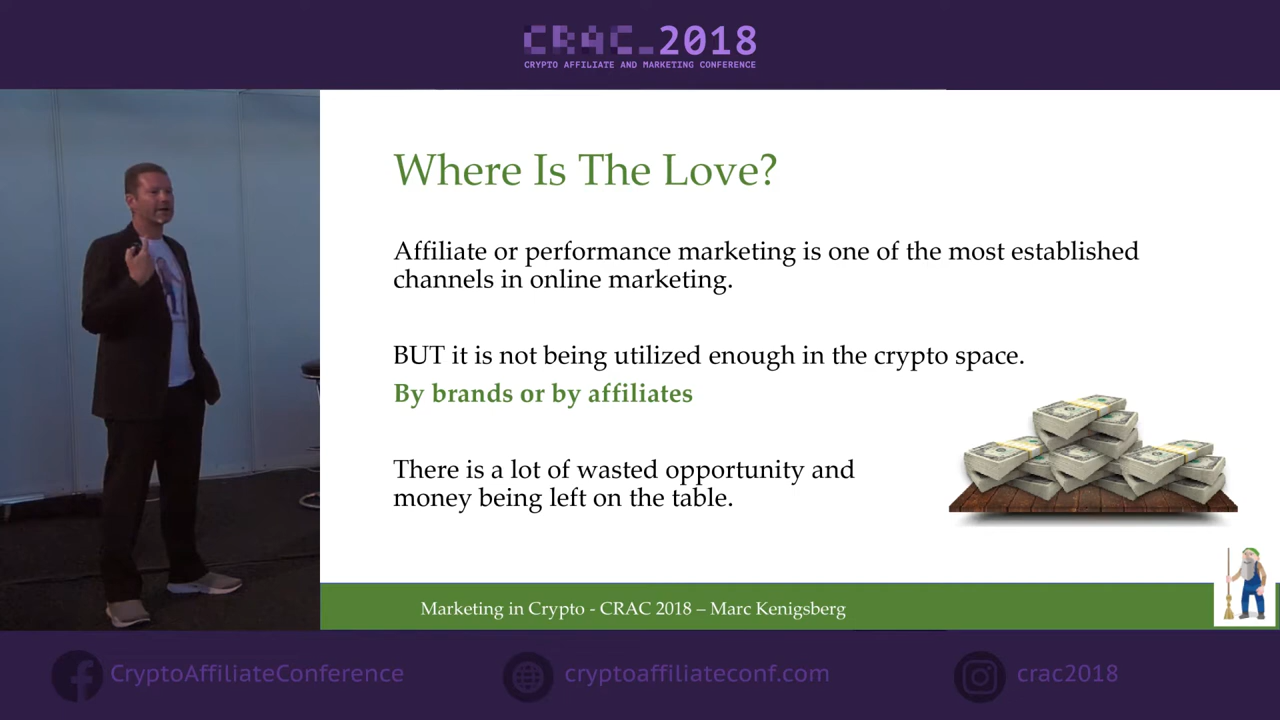 CRAC_2018
CRYPTO AFFILIATE AND MARKETING CONFERENCE
Where Is The Love?
Affiliate or performance marketing is one of the most established
channels in online marketing.
BUT it is not being utilized enough in the crypto space.
By brands or by affiliates
There is a lot of wasted opportunity and
money being left on the table.
Marketing in Crypto - CRAC 2018 – Marc Kenigsberg
CryptoAffiliateConference
cryptoaffiliateconf.com
crac2018